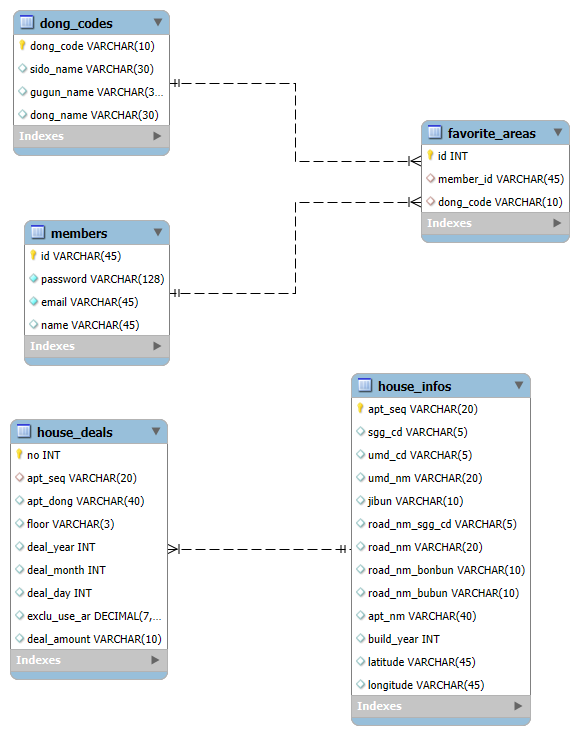 dong_codes
dong_code VARCHAR(10)
sido_name VARCHAR(30)
gugun_name VARCHAR(3...
dong_name VARCHAR(30)
Indexes
favorite_areas
id INT
member_id VARCHAR(45)
dong_code VARCHAR(10)
Indexes
members
id VARCHAR(45)
password VARCHAR(128)
email VARCHAR(45)
name VARCHAR(45)
Indexes
house_infos
apt_seq VARCHAR(20)
sgg_cd VARCHAR(5)
umd_cd VARCHAR(5)
umd_nm VARCHAR(20)
jibun VARCHAR(10)
road_nm_sgg_cd VARCHAR(5)
road_nm VARCHAR(20)
road_nm_bonbun VARCHAR(10)
road_nm_bubun VARCHAR(10)
apt_nm VARCHAR(40)
build_year INT
latitude VARCHAR(45)
longitude VARCHAR(45)
Indexes
house_deals
no INT
apt_seq VARCHAR(20)
apt_dong VARCHAR(40)
floor VARCHAR(3)
deal_year INT
deal_month INT
deal_day INT
exclu_use_ar DECIMAL(7,...
deal_amount VARCHAR(10)
Indexes